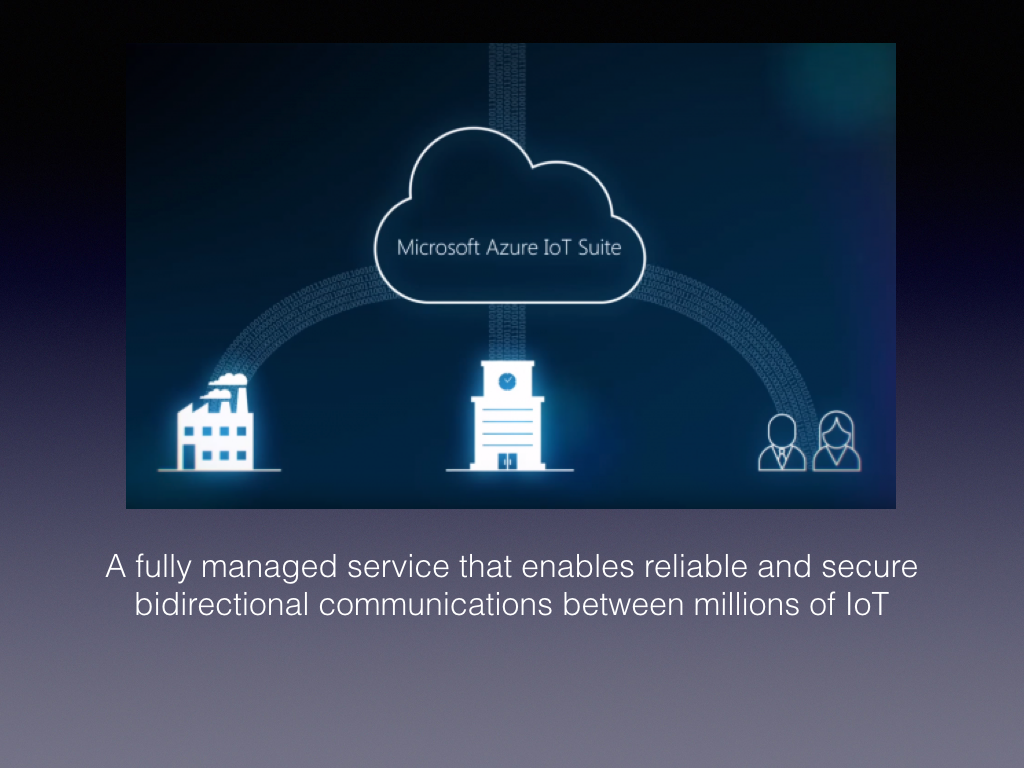 Microsoft Azure IoT Suite
A fully managed service that enables reliable and secure
bidirectional communications between millions of IoT